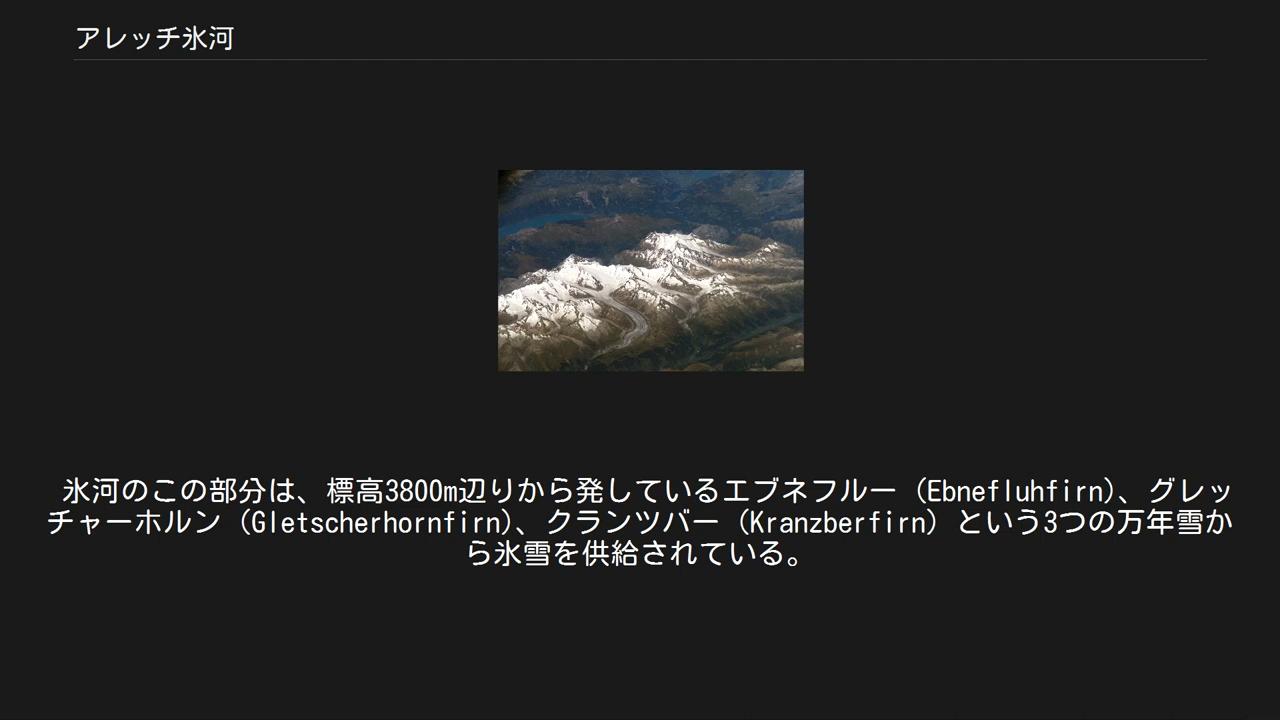 アレッチ氷河
氷河のこの部分は、標高3800m辺りから発しているエブネフルー（Ebnefluhfirn)、グレッ
チャーホルン（Gletscherhornfirn)、クランツバー（Kranzberfirn）という3つの万年雪か
ら氷雪を供給されている。